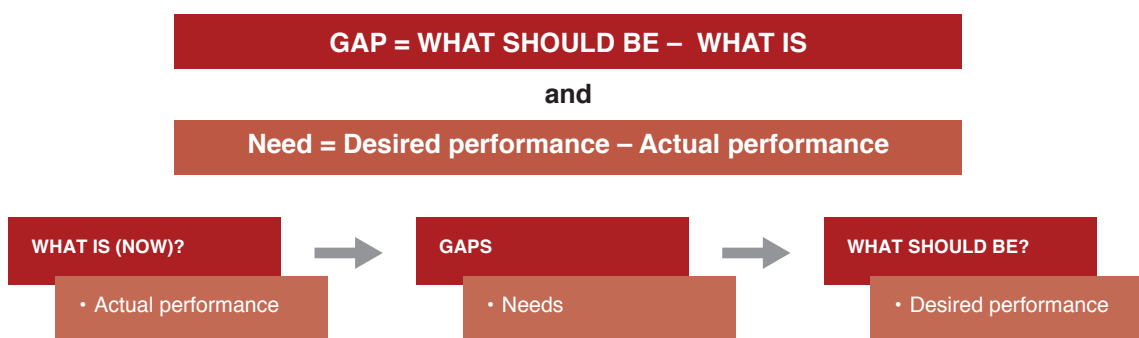 GAP = WHAT SHOULD BE – WHAT IS
and
Need = Desired performance – Actual performance
WHAT IS (NOW)?
• Actual performance
GAPS
• Needs
WHAT SHOULD BE?
• Desired performance